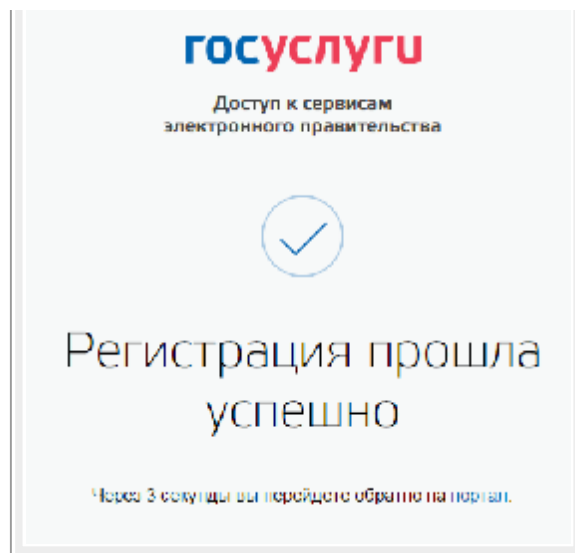 госуслуги
Доступ к сервисам
электронного правительства
Регистрация прошла
успешно
Через 3 секунды вы перейдете обратно на портал.